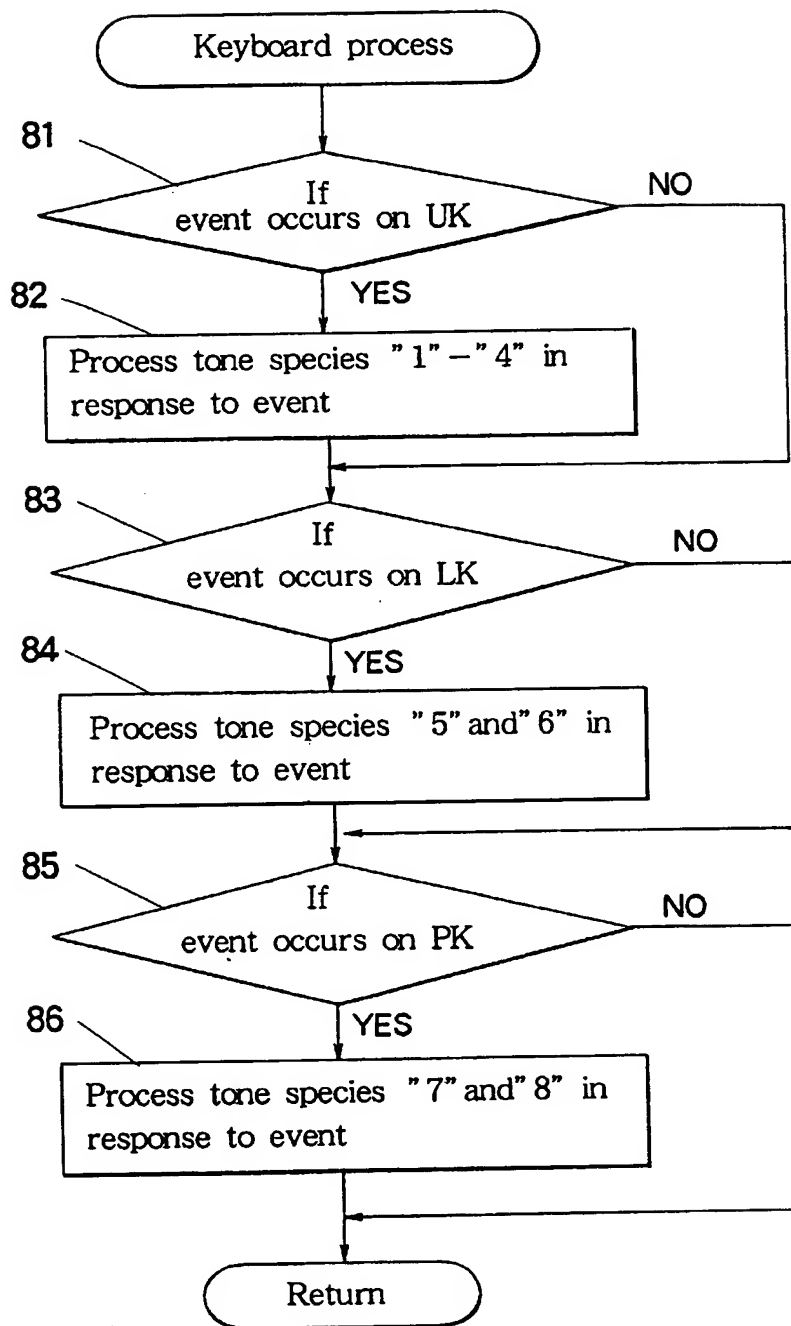 Keyboard process
81
If
event occurs on UK
NO
YES
82
Process tone species "1"-"4" in
response to event
83
If
event occurs on LK
NO
YES
84
Process tone species "5" and "6" in
response to event
85
If
event occurs on PK
NO
YES
86
Process tone species "7" and "8" in
response to event
Return